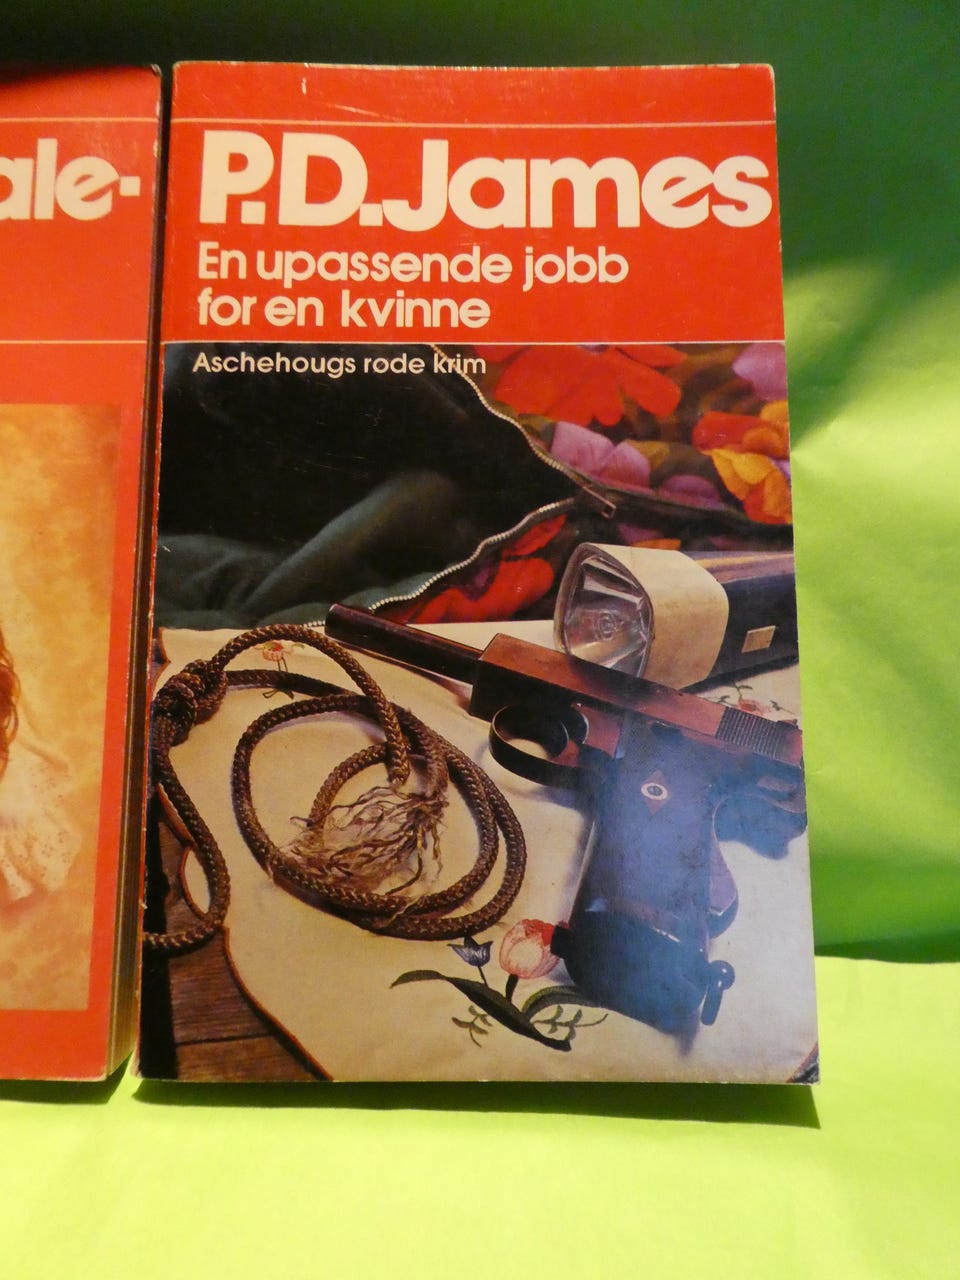 ale-
P.D.James
En upassende jobb
for en kvinne
Aschehougs røde krim